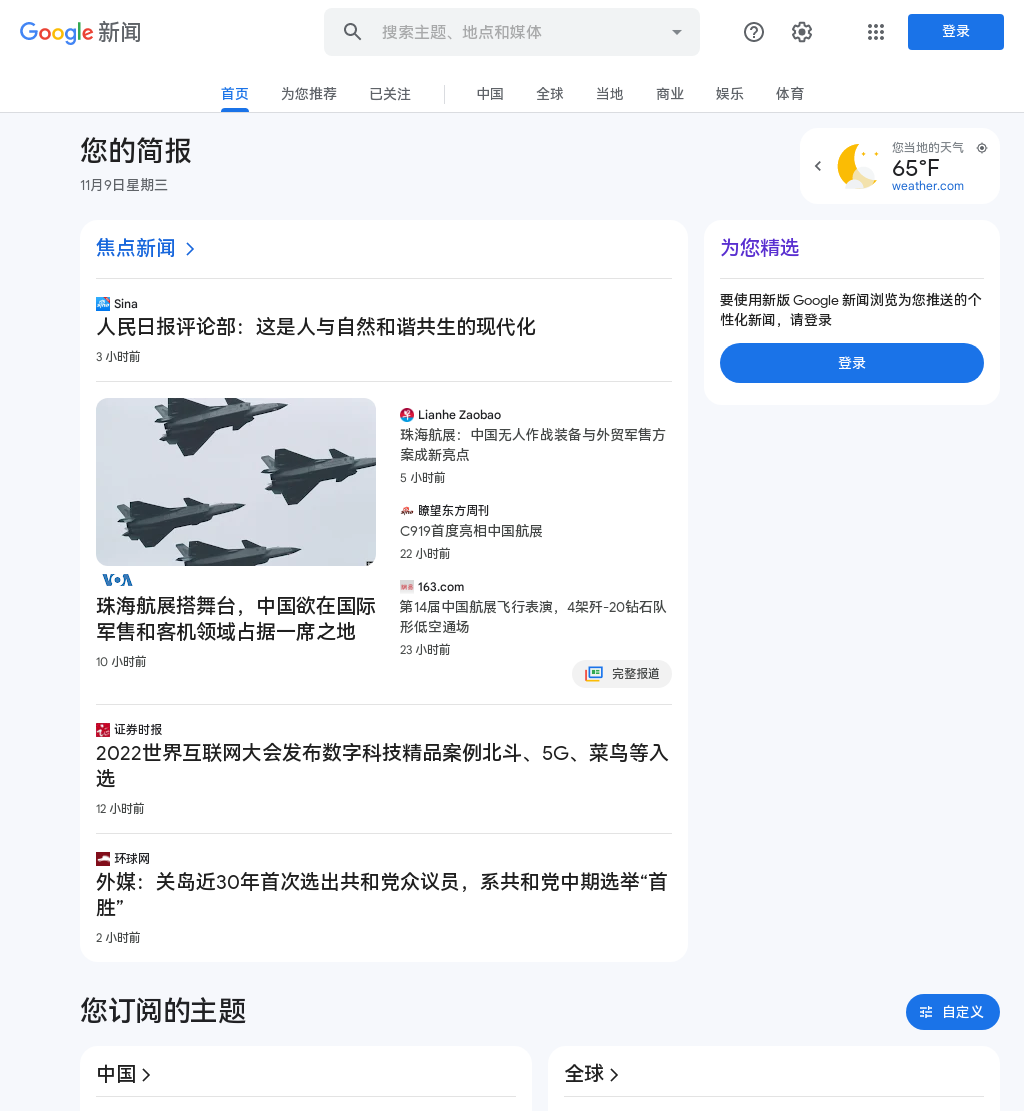 Google 新闻
搜索主题、地点和媒体
登录
首页
为您推荐
已关注
中国
全球
当地
商业
娱乐
体育
您的简报
11月9日星期三
您当地的天气
65°F
weather.com
焦点新闻
Sina
人民日报评论部：这是人与自然和谐共生的现代化
3 小时前
VOA
珠海航展搭舞台，中国欲在国际
军售和客机领域占据一席之地
10 小时前
Lianhe Zaobao
珠海航展：中国无人作战装备与外贸军售方
案成新亮点
5 小时前
瞭望东方周刊
C919首度亮相中国航展
22 小时前
163.com
第14届中国航展飞行表演，4架歼-20钻石队
形低空通场
23 小时前
完整报道
证券时报
2022世界互联网大会发布数字科技精品案例北斗、5G、菜鸟等入
选
12 小时前
环球网
外媒：关岛近30年首次选出共和党众议员，系共和党中期选举“首
胜”
2 小时前
为您精选
要使用新版 Google 新闻浏览为您推送的个
性化新闻，请登录
登录
您订阅的主题
自定义
中国
全球